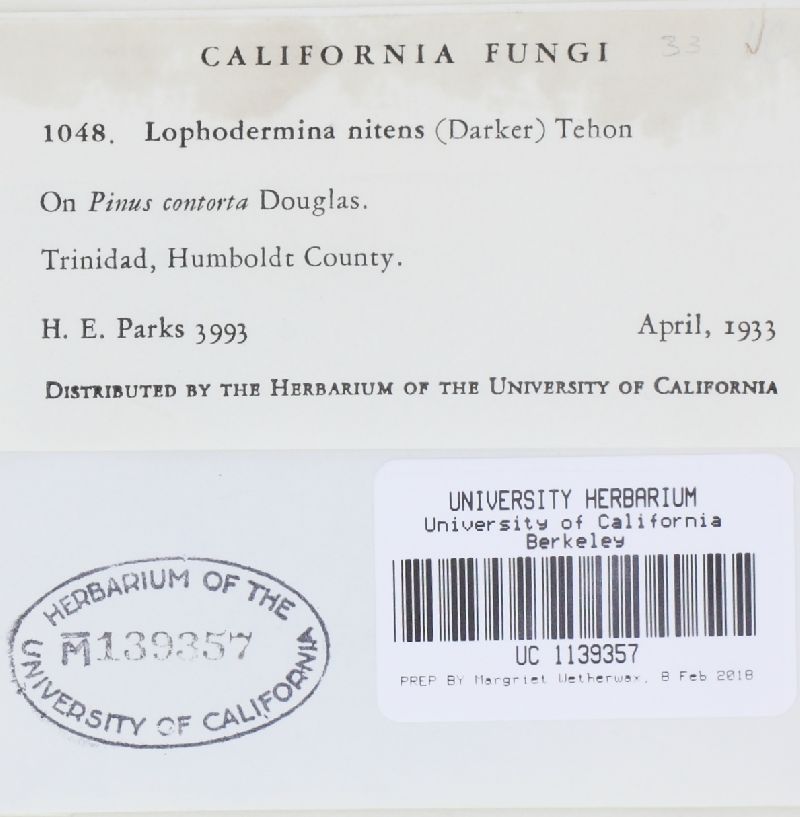 CALIFORNIA FUNGI 33
1048. Lophodermina nitens (Darker) Tehon
On Pinus contorta Douglas.
Trinidad, Humboldt County.
H. E. Parks 3993 April, 1933
DISTRIBUTED BY THE HERBARIUM OF THE UNIVERSITY OF CALIFORNIA
UNIVERSITY HERBARIUM
University of California
Berkeley
UC 1139357
PREP BY Margriet Wetherwax, 8 Feb 2018
HERBARIUM OF THE
M139357
UNIVERSITY OF CALIFORNIA